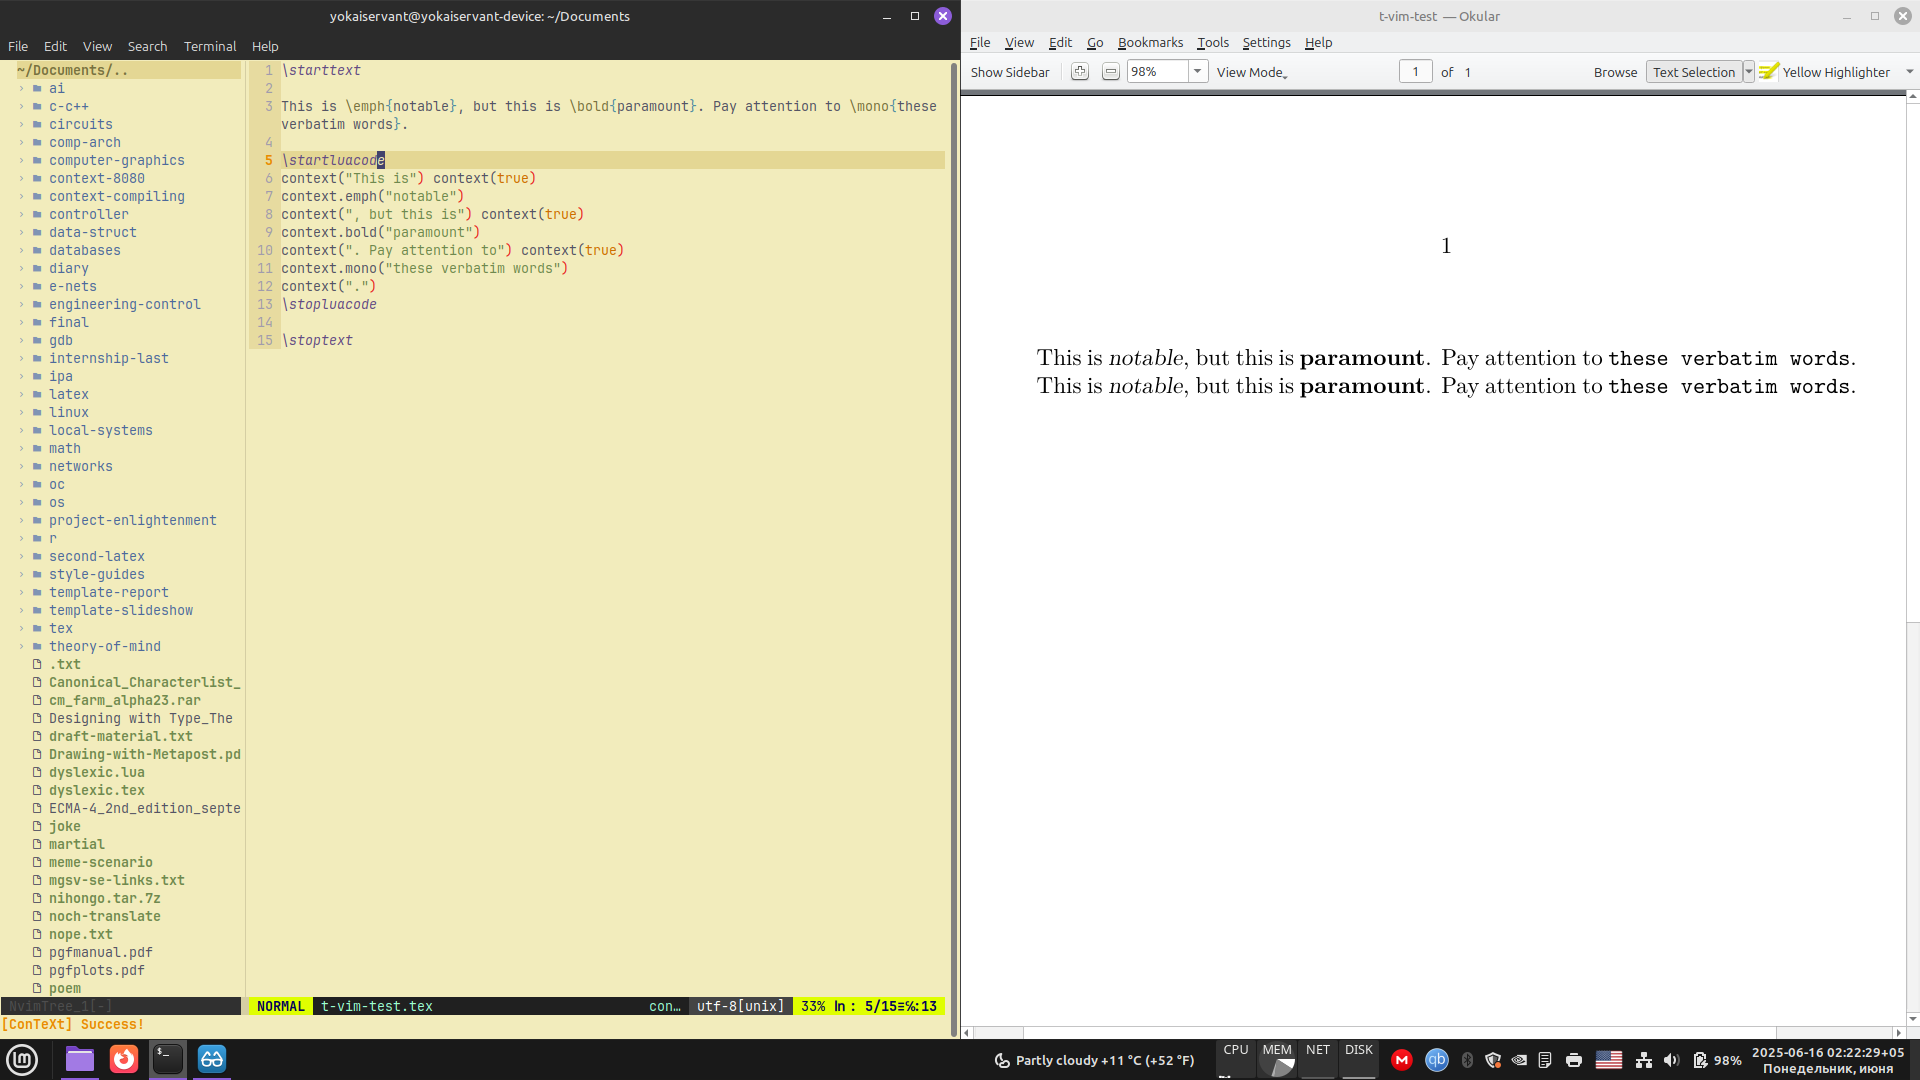 yokaiservant@yokaiservant-device: ~/Documents
File Edit View Search Terminal Help
~/Documents/..
ai
c-c++
circuits
comp-arch
computer-graphics
context-8080
context-compiling
controller
data-struct
databases
diary
e-nets
engineering-control
final
gdb
internship-last
ipa
latex
linux
local-systems
math
networks
oc
os
project-enlightenment
r
second-latex
style-guides
template-report
template-slideshow
tex
theory-of-mind
.txt
Canonical_Characterlist_
cm_farm_alpha23.rar
Designing with Type_The
draft-material.txt
Drawing-with-Metapost.pd
dyslexic.lua
dyslexic.tex
ECMA-4_2nd_edition_septe
joke
martial
meme-scenario
mgsv-se-links.txt
nihongo.tar.7z
noch-translate
nope.txt
pgfmanual.pdf
pgfplots.pdf
poem
NvimTree_1[-]
1 \starttext
2
3 This is \emph{notable}, but this is \bold{paramount}. Pay attention to \mono{these
verbatim words}.
4
5 \startluacode
6 context("This is") context(true)
7 context.emph("notable")
8 context(", but this is") context(true)
9 context.bold("paramount")
10 context(". Pay attention to") context(true)
11 context.mono("these verbatim words")
12 context(".")
13 \stopluacode
14
15 \stoptext
NORMAL t-vim-test.tex con… utf-8[unix] 33% ln : 5/15≡℅:13
[ConTeXt] Success!
t-vim-test — Okular
File View Edit Go Bookmarks Tools Settings Help
Show Sidebar 98% View Mode 1 of 1 Browse Text Selection Yellow Highlighter
1
This is notable, but this is paramount. Pay attention to these verbatim words.
This is notable, but this is paramount. Pay attention to these verbatim words.
Partly cloudy +11 °C (+52 °F)
CPU MEM NET DISK
98%
2025-06-16 02:22:29+05
Понедельник, июня